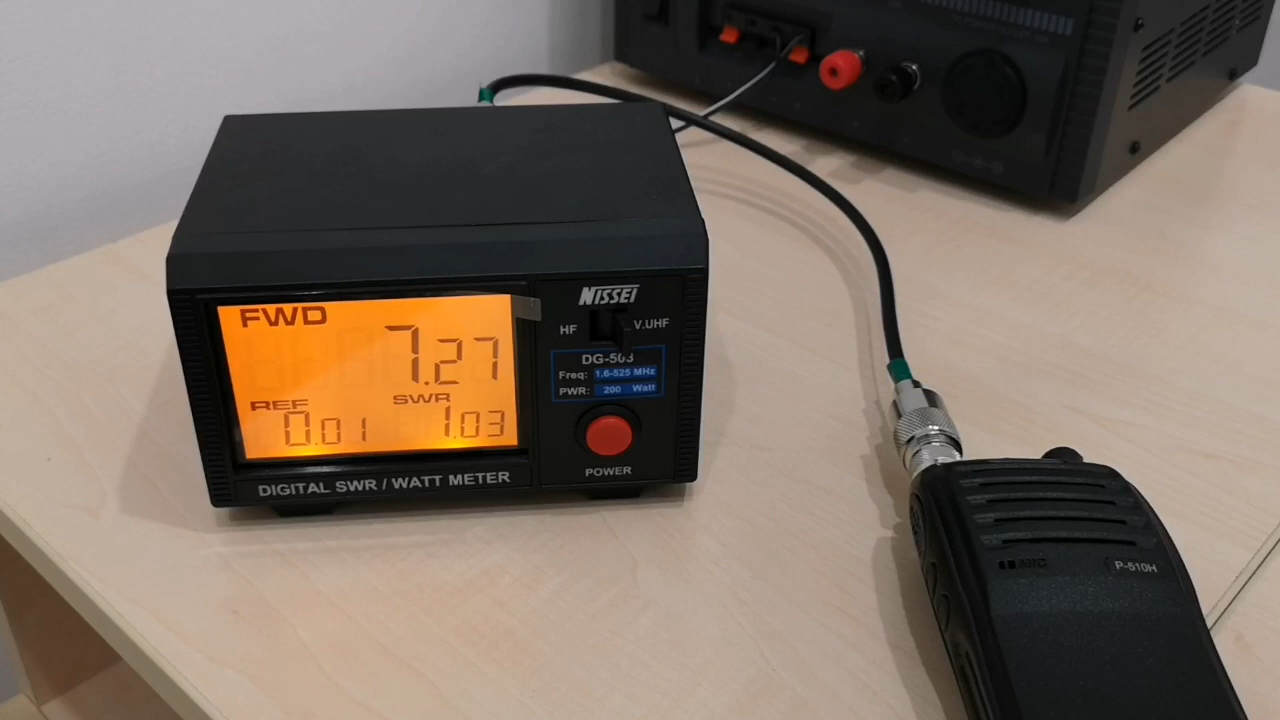 FWD
7.27
REF
SWR
0.01
1.03
NISSEI
HF
V.UHF
DG-503
Freq: 1.6-525 MHz
PWR: 200 Watt
POWER
DIGITAL SWR / WATT METER
MIC
P-510H